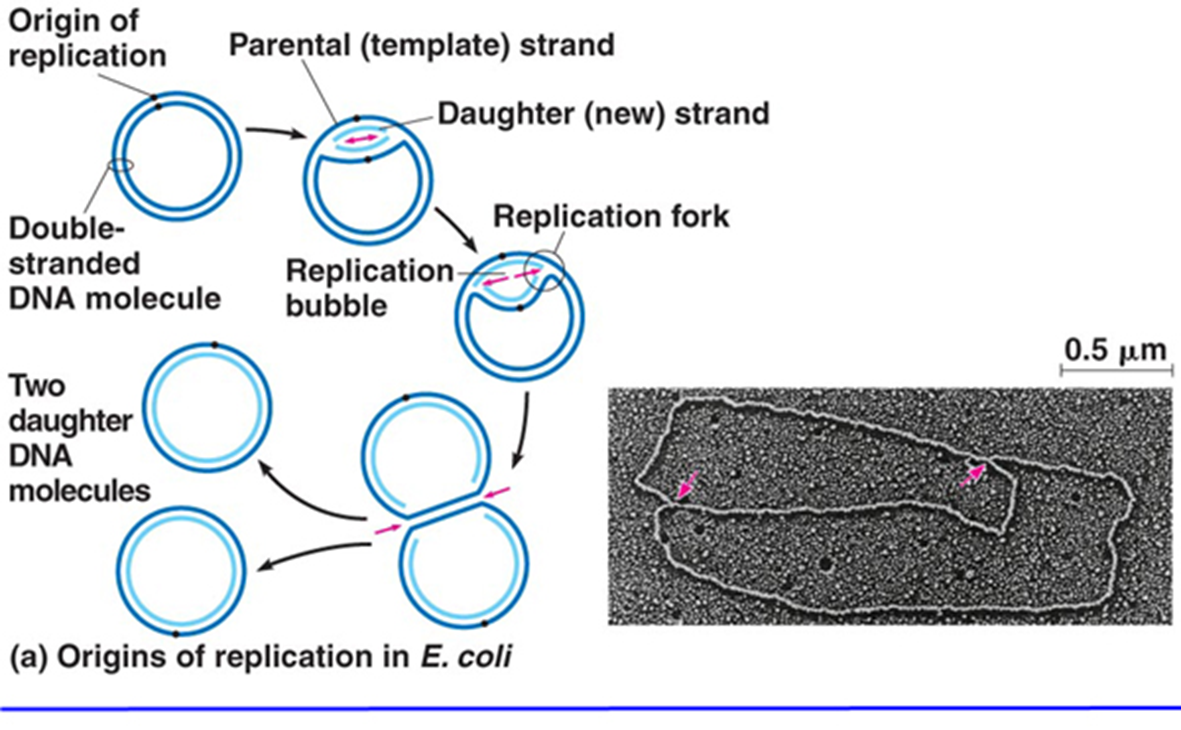 Origin of
replication
Parental (template) strand
Daughter (new) strand
Double-
stranded
DNA molecule
Replication fork
Replication
bubble
0.5 μm
Two
daughter
DNA
molecules
(a) Origins of replication in E. coli